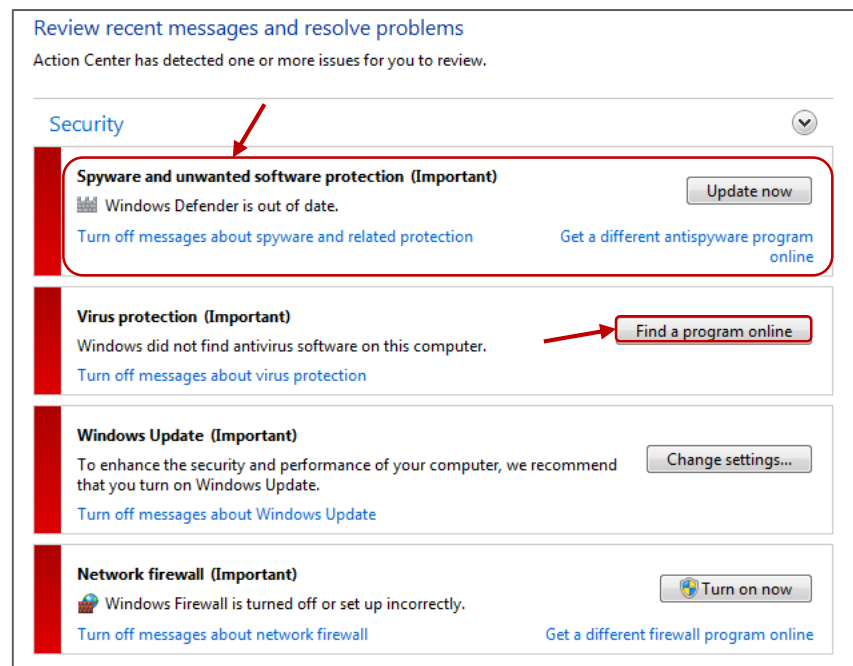 Review recent messages and resolve problems
Action Center has detected one or more issues for you to review.
Security
Spyware and unwanted software protection (Important)
Update now
Windows Defender is out of date.
Turn off messages about spyware and related protection
Get a different antispyware program
online
Virus protection (Important)
Find a program online
Windows did not find antivirus software on this computer.
Turn off messages about virus protection
Windows Update (Important)
To enhance the security and performance of your computer, we recommend
that you turn on Windows Update.
Change settings...
Turn off messages about Windows Update
Network firewall (Important)
Turn on now
Windows Firewall is turned off or set up incorrectly.
Turn off messages about network firewall
Get a different firewall program online